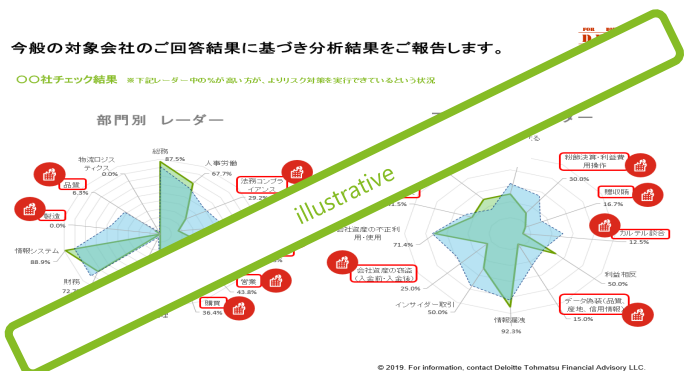 今般の対象会社のご回答結果に基づき分析結果をご報告します。
〇〇社チェック結果 ※下記レーダー中の%が高い方が、よりリスク対策を実行できているという状況
部門別 レーダー
総務
87.5%
人事労働
67.7%
法務コンプラ
イアンス
29.2%
営業
43.8%
購買
36.4%
財務
情報システム
88.9%
製造
0.0%
品質
6.3%
物流ロジス
ティクス
0.0%
illustrative
ダー
粉飾決算・利益費
用操作
30.0%
贈収賄
16.7%
カルテル談合
12.5%
利益相反
50.0%
データ偽装(品質,
産地、信用情報)
15.0%
情報漏洩
92.3%
インサイダー取引
50.0%
会社資産の窃盗
(入金前・入金後)
25.0%
会社資産の不正利
用・使用
71.4%
© 2019. For information, contact Deloitte Tohmatsu Financial Advisory LLC.